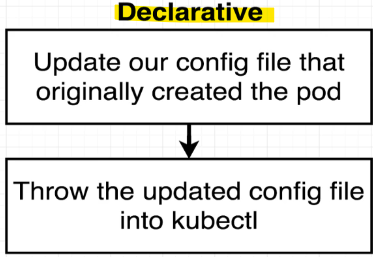 Declarative
Update our config file that
originally created the pod
Throw the updated config file
into kubectl